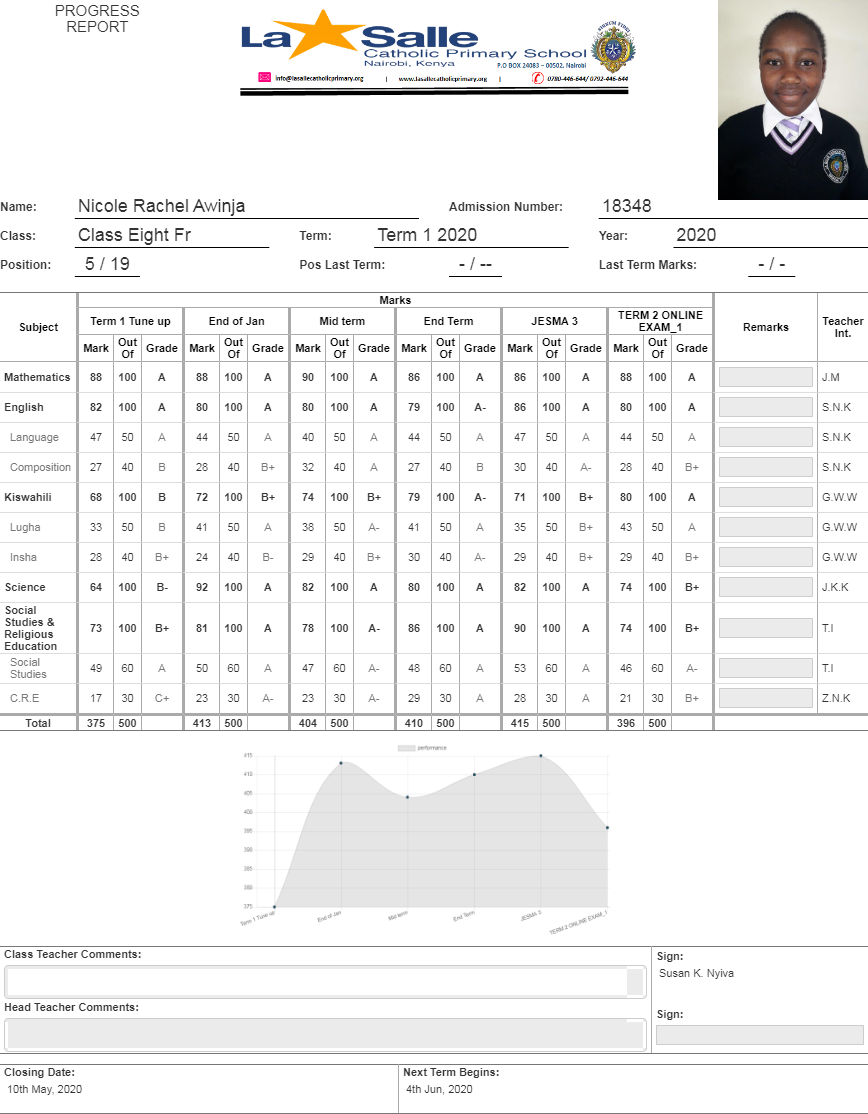 PROGRESS
REPORT
La Salle
Catholic Primary School
Nairobi, Kenya
P.O BOX 24083 – 00502, Nairobi
info@lasallecatholicprimary.org | www.lasallecatholicprimary.org | 0780-446-644/ 0792-446-644
Name: Nicole Rachel Awinja Admission Number: 18348
Class: Class Eight Fr Term: Term 1 2020 Year: 2020
Position: 5 / 19 Pos Last Term: - / -- Last Term Marks: - / -
Marks
Subject Term 1 Tune up End of Jan Mid term End Term JESMA 3 TERM 2 ONLINE EXAM_1 Remarks Teacher Int.
Mark Out Of Grade Mark Out Of Grade Mark Out Of Grade Mark Out Of Grade Mark Out Of Grade Mark Out Of Grade
Mathematics 88 100 A 88 100 A 90 100 A 86 100 A 86 100 A 88 100 A J.M
English 82 100 A 80 100 A 80 100 A 79 100 A- 86 100 A 80 100 A S.N.K
Language 47 50 A 44 50 A 40 50 A 44 50 A 47 50 A 44 50 A S.N.K
Composition 27 40 B 28 40 B+ 32 40 A 27 40 B 30 40 A- 28 40 B+ S.N.K
Kiswahili 68 100 B 72 100 B+ 74 100 B+ 79 100 A- 71 100 B+ 80 100 A G.W.W
Lugha 33 50 B 41 50 A 38 50 A- 41 50 A 35 50 B+ 43 50 A G.W.W
Insha 28 40 B+ 24 40 B- 29 40 B+ 30 40 A- 29 40 B+ 29 40 B+ G.W.W
Science 64 100 B- 92 100 A 82 100 A 80 100 A 82 100 A 74 100 B+ J.K.K
Social Studies & Religious Education 73 100 B+ 81 100 A 78 100 A- 86 100 A 90 100 A 74 100 B+ T.I
Social Studies 49 60 A 50 60 A 47 60 A- 48 60 A 53 60 A 46 60 A- T.I
C.R.E 17 30 C+ 23 30 A- 23 30 A- 29 30 A 28 30 A 21 30 B+ Z.N.K
Total 375 500 413 500 404 500 410 500 415 500 396 500
performance
415
410
405
400
395
390
385
380
375
Term 1 Tune up End of Jan Mid term End Term JESMA 3 TERM 2 ONLINE EXAM_1
Class Teacher Comments: Sign:
Susan K. Nyiva
Head Teacher Comments: Sign:
Closing Date: Next Term Begins:
10th May, 2020 4th Jun, 2020